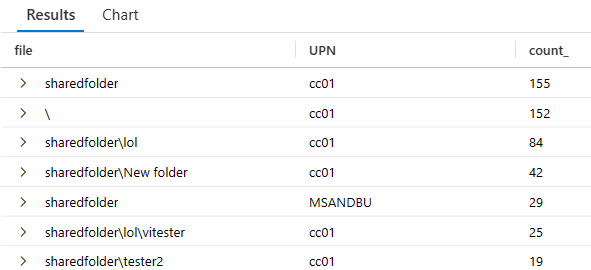 Results Chart
file UPN count_
sharedfolder cc01 155
\ cc01 152
sharedfolder\lol cc01 84
sharedfolder\New folder cc01 42
sharedfolder MSANDBU 29
sharedfolder\lol\vitester cc01 25
sharedfolder\tester2 cc01 19